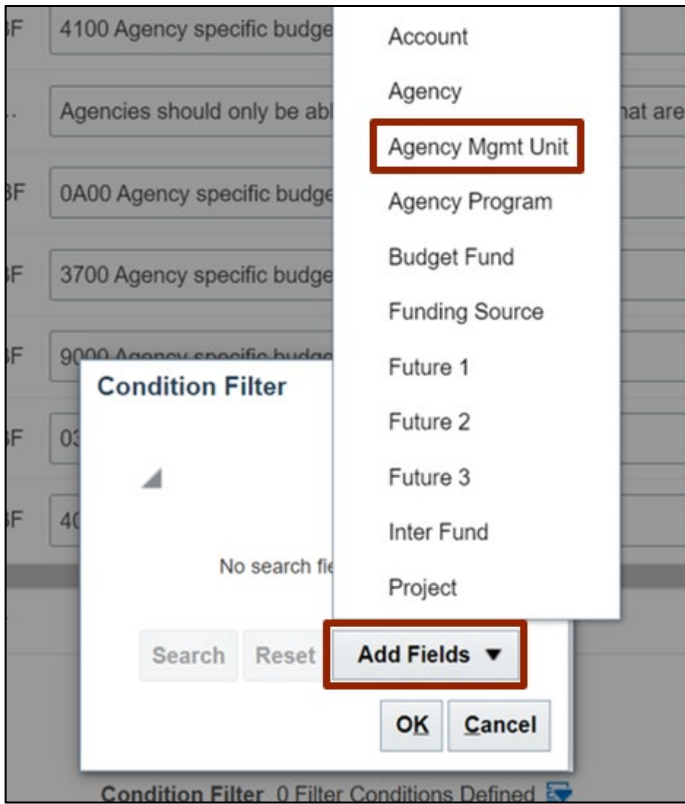 BF 4100 Agency specific budge
Account
Agency
.. Agencies should only be abl
hat are
Agency Mgmt Unit
BF 0A00 Agency specific budge
Agency Program
Budget Fund
BF 3700 Agency specific budge
Funding Source
BF 9000 Agency specific budge
Future 1
Condition Filter
Future 2
BF 03
Future 3
BF 40
Inter Fund
No search fie
Project
Search Reset Add Fields
OK Cancel
Condition Filter 0 Filter Conditions Defined